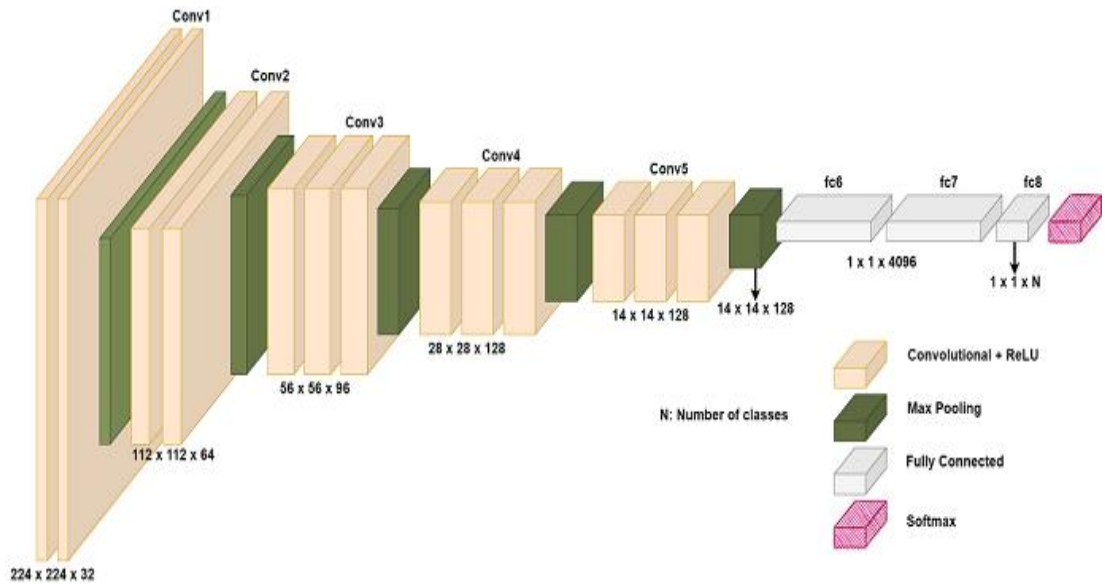 Conv1
Conv2
Conv3
Conv4
Conv5
fc6
fc7
fc8
1 x 1 x 4096
1 x 1 x N
14 x 14 x 128
14 x 14 x 128
28 x 28 x 128
56 x 56 x 96
112 x 112 x 64
224 x 224 x 32
N: Number of classes
Convolutional + ReLU
Max Pooling
Fully Connected
Softmax